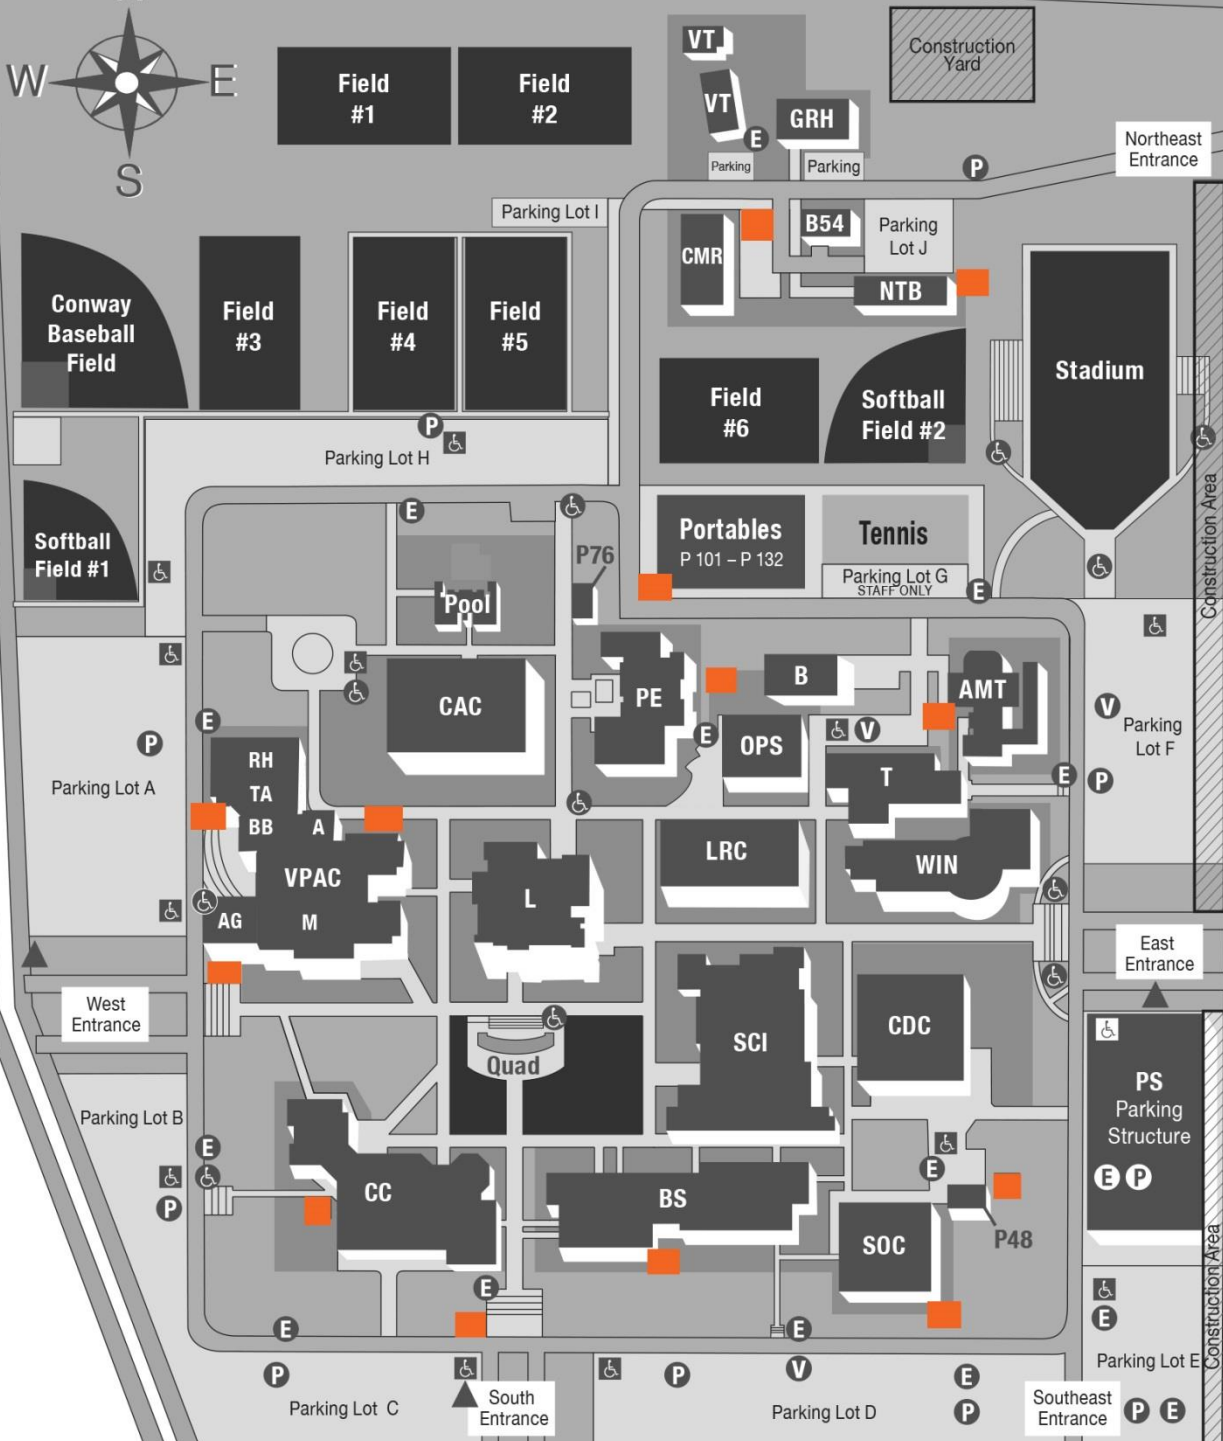 W
E
S
Field
#1
Field
#2
VT
VT
E
GRH
Parking
Parking
Construction
Yard
Northeast
Entrance
P
Parking Lot I
Conway
Baseball
Field
Field
#3
Field
#4
Field
#5
CMR
B54
Parking
Lot J
NTB
Stadium
Field
#6
Softball
Field #2
P
Parking Lot H
Construction Area
Softball
Field #1
E
P76
Pool
Portables
P 101 – P 132
Tennis
Parking Lot G
STAFF ONLY
E
CAC
PE
B
AMT
E
OPS
V
T
V
Parking
Lot F
E
P
E
P
Parking Lot A
RH
TA
BB
A
VPAC
AG
M
L
LRC
WIN
West
Entrance
East
Entrance
Quad
SCI
CDC
PS
Parking
Structure
E
P
Parking Lot B
E
P
CC
BS
E
SOC
P48
E
E
E
V
E
Construction Area
P
Parking Lot C
South
Entrance
P
Parking Lot D
E
P
Parking Lot E
Southeast
Entrance
P
E